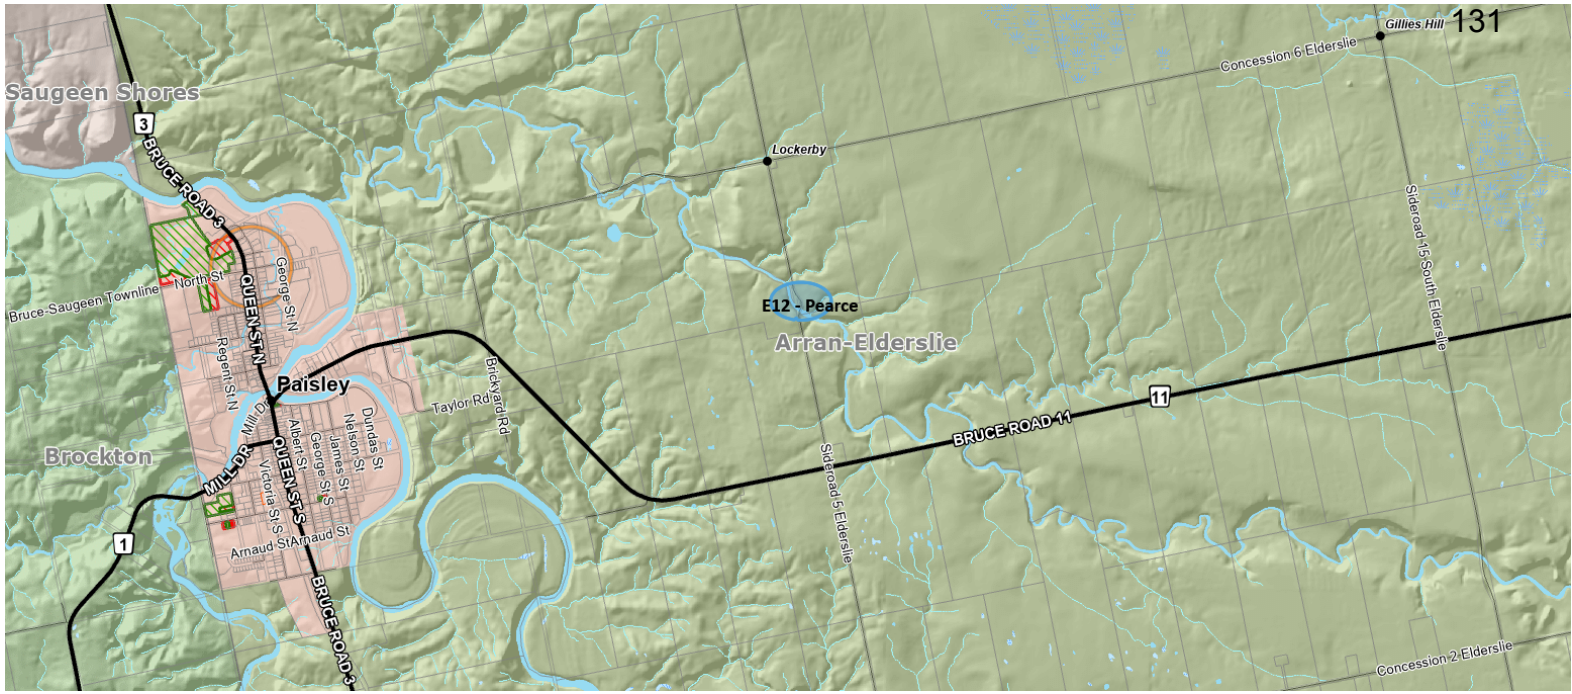 131
Gillies Hill
Concession 6 Elderslie
Saugeen Shores
3
BRUCE ROAD 3
Lockerby
Sideroad 15 South Elderslie
North St
Bruce-Saugeen Townline
George St N
QUEEN ST N
E12 - Pearce
Arran-Elderslie
Regent St N
Paisley
Brickyard Rd
Taylor Rd
11
BRUCE ROAD 11
Mill Dr
Dundas St
Nelson St
James St
George St S
Albert St
Victoria St S
QUEEN ST S
MILL DR
Brockton
Sideroad 5 Elderslie
1
Arnaud St
Arnaud St
BRUCE ROAD 3
Concession 2 Elderslie